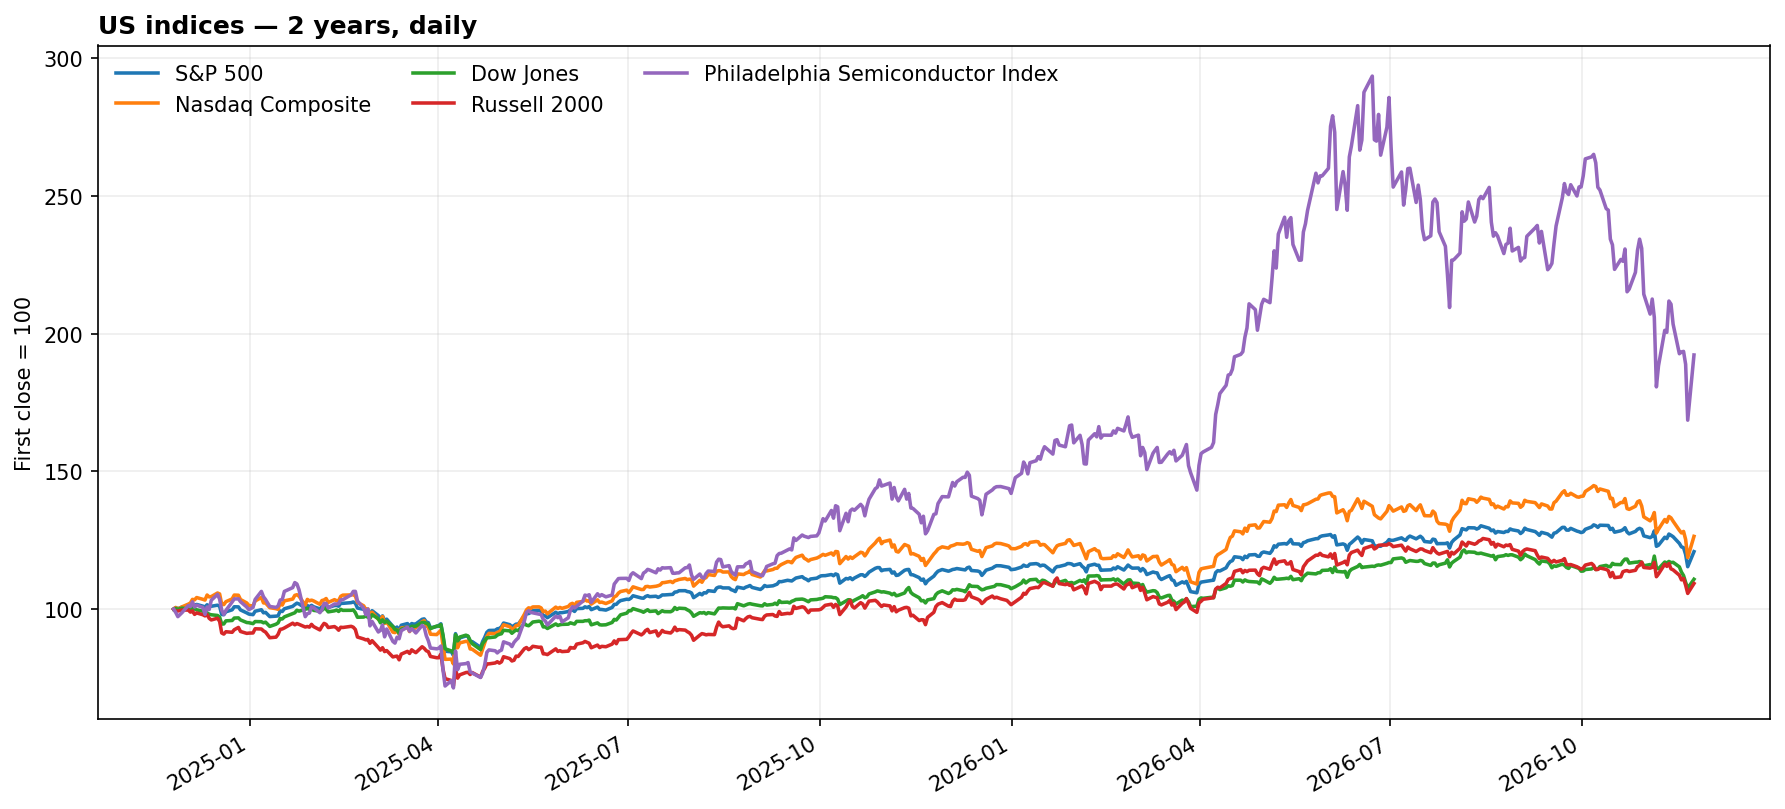 US indices — 2 years, daily
S&P 500
Nasdaq Composite
Dow Jones
Russell 2000
Philadelphia Semiconductor Index
First close = 100
300
250
200
150
100
2025-01
2025-04
2025-07
2025-10
2026-01
2026-04
2026-07
2026-10